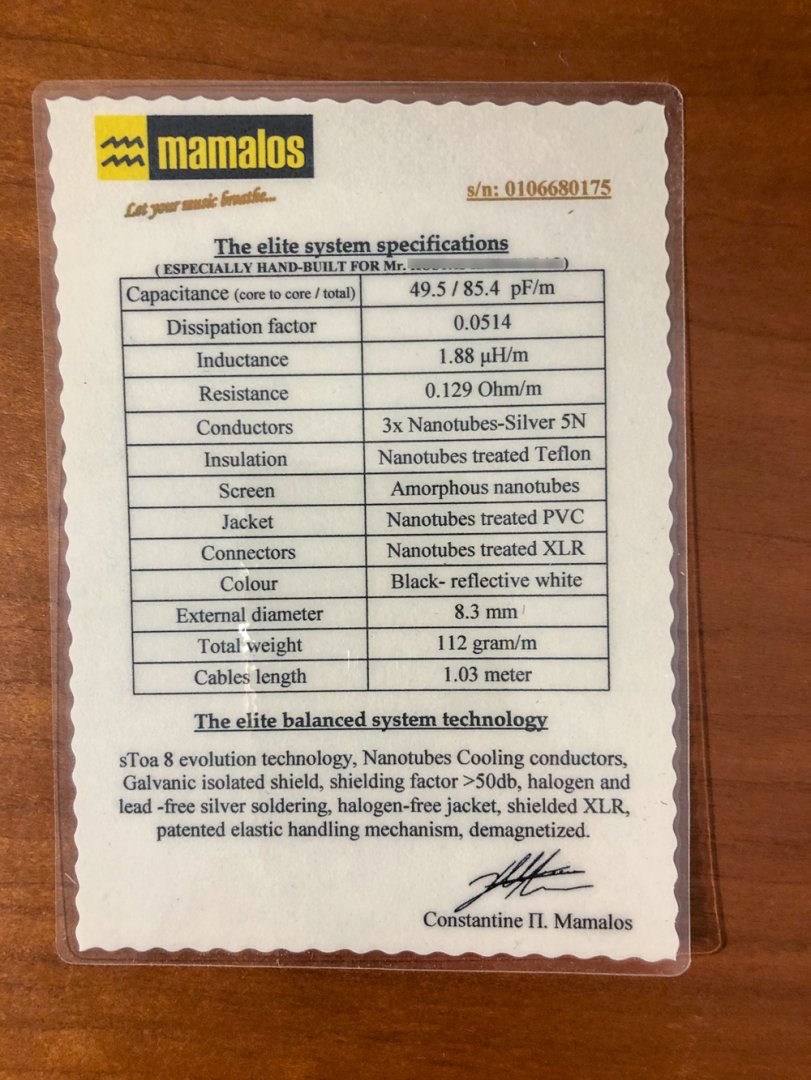 mamalos
Let your music breathe...
s/n: 0106680175
The elite system specifications
( ESPECIALLY HAND-BUILT FOR Mr. )
Capacitance (core to core / total) 49.5 / 85.4 pF/m
Dissipation factor 0.0514
Inductance 1.88 μH/m
Resistance 0.129 Ohm/m
Conductors 3x Nanotubes-Silver 5N
Insulation Nanotubes treated Teflon
Screen Amorphous nanotubes
Jacket Nanotubes treated PVC
Connectors Nanotubes treated XLR
Colour Black- reflective white
External diameter 8.3 mm
Total weight 112 gram/m
Cables length 1.03 meter
The elite balanced system technology
sToa 8 evolution technology, Nanotubes Cooling conductors,
Galvanic isolated shield, shielding factor >50db, halogen and
lead -free silver soldering, halogen-free jacket, shielded XLR,
patented elastic handling mechanism, demagnetized.
Constantine Π. Mamalos